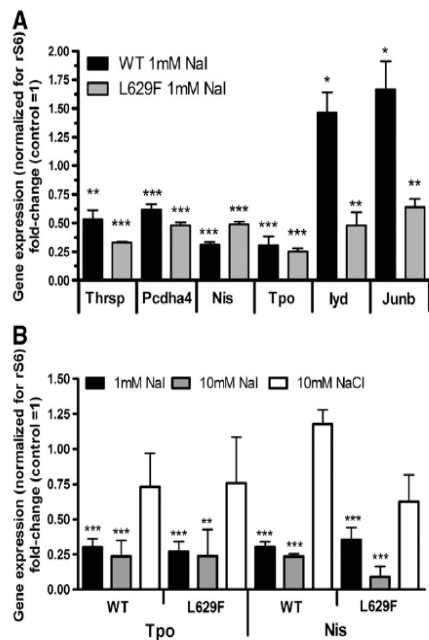 A
Gene expression (normalized for rS6)
fold-change (control =1)
2.00
1.75
1.50
1.25
1.00
0.75
0.50
0.25
0.00
WT 1mM NaI
L629F 1mM NaI
** *** *** *** *** *** *** *** * ** * **
Thrsp Pcdha4 Nis Tpo Iyd Junb
B
Gene expression (normalized for rS6)
fold-change (control =1)
1.50
1.25
1.00
0.75
0.50
0.25
0.00
1mM NaI 10mM NaI 10mM NaCl
*** *** *** ** *** *** *** ***
WT L629F WT L629F
Tpo Nis